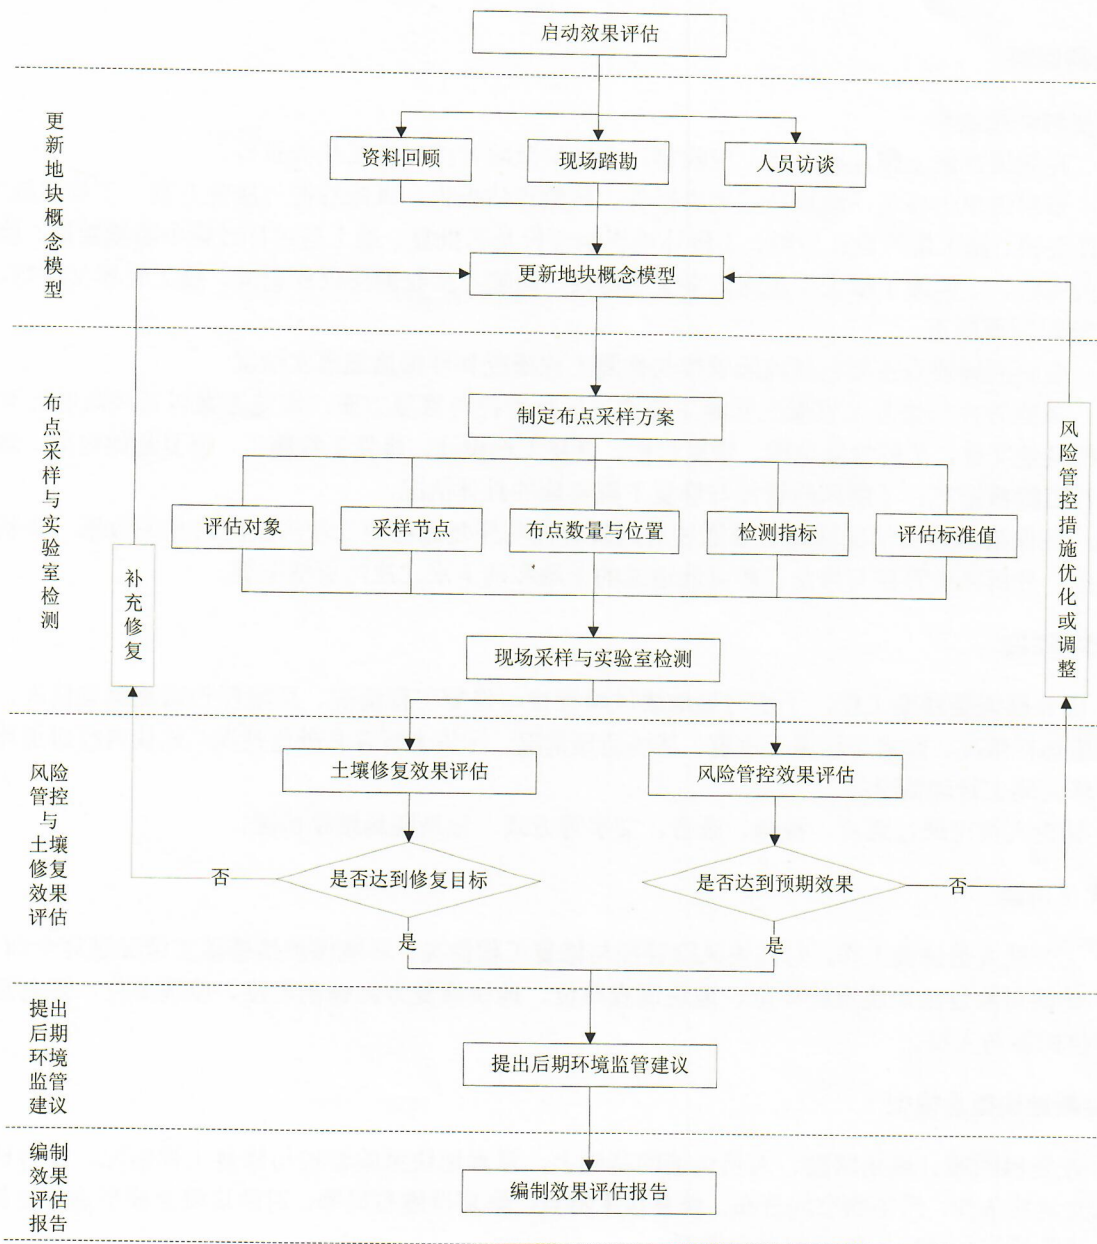 启动效果评估
更新地块概念模型
资料回顾
现场踏勘
人员访谈
更新地块概念模型
布点采样与实验室检测
制定布点采样方案
评估对象
采样节点
布点数量与位置
检测指标
评估标准值
补充修复
风险管控措施优化或调整
现场采样与实验室检测
风险
管控
与
土壤
修复
效果
评估
土壤修复效果评估
风险管控效果评估
否
是否达到修复目标
是否达到预期效果
否
是
是
提出
后期
环境
监管
建议
提出后期环境监管建议
编制
效果
评估
报告
编制效果评估报告